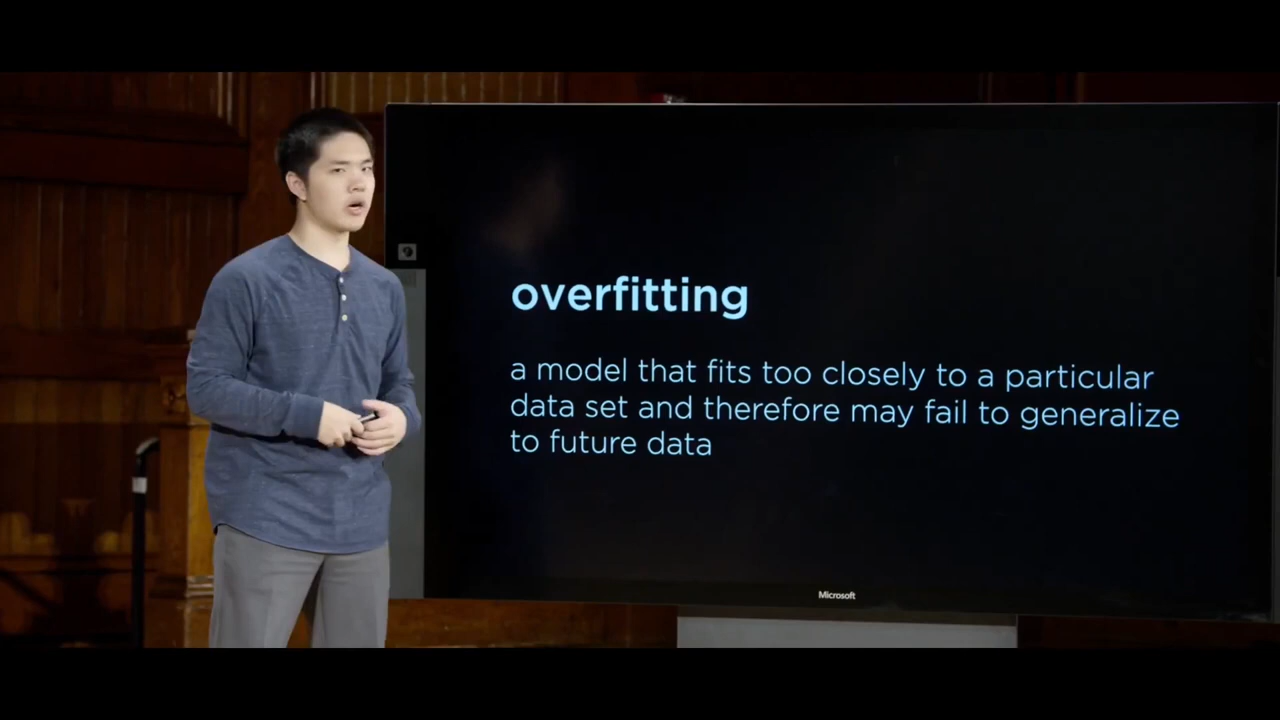 overfitting
a model that fits too closely to a particular
data set and therefore may fail to generalize
to future data
Microsoft